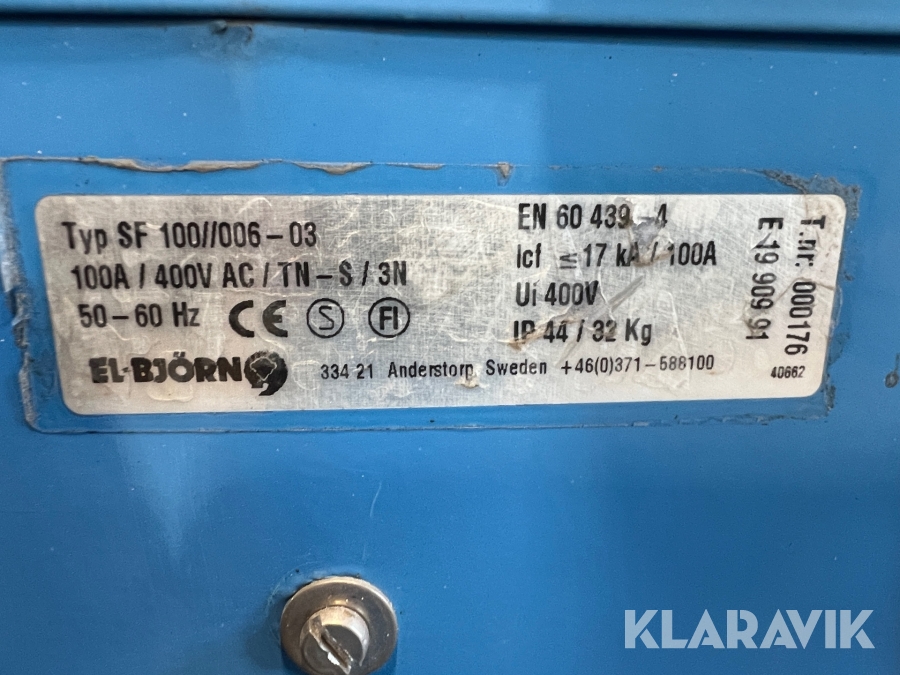 Typ SF 100//006-03
100A / 400V AC / TN-S / 3N
50-60 Hz CE S FI
EL-BJÖRN
334 21 Anderstorp, Sweden +46(0)371-588100
EN 60 439-4
Icf ≤ 17 kA / 100A
Ui 400V
IP 44 / 32 Kg
T.nr: 000176
E 19 909 91
40662
KLARAVIK